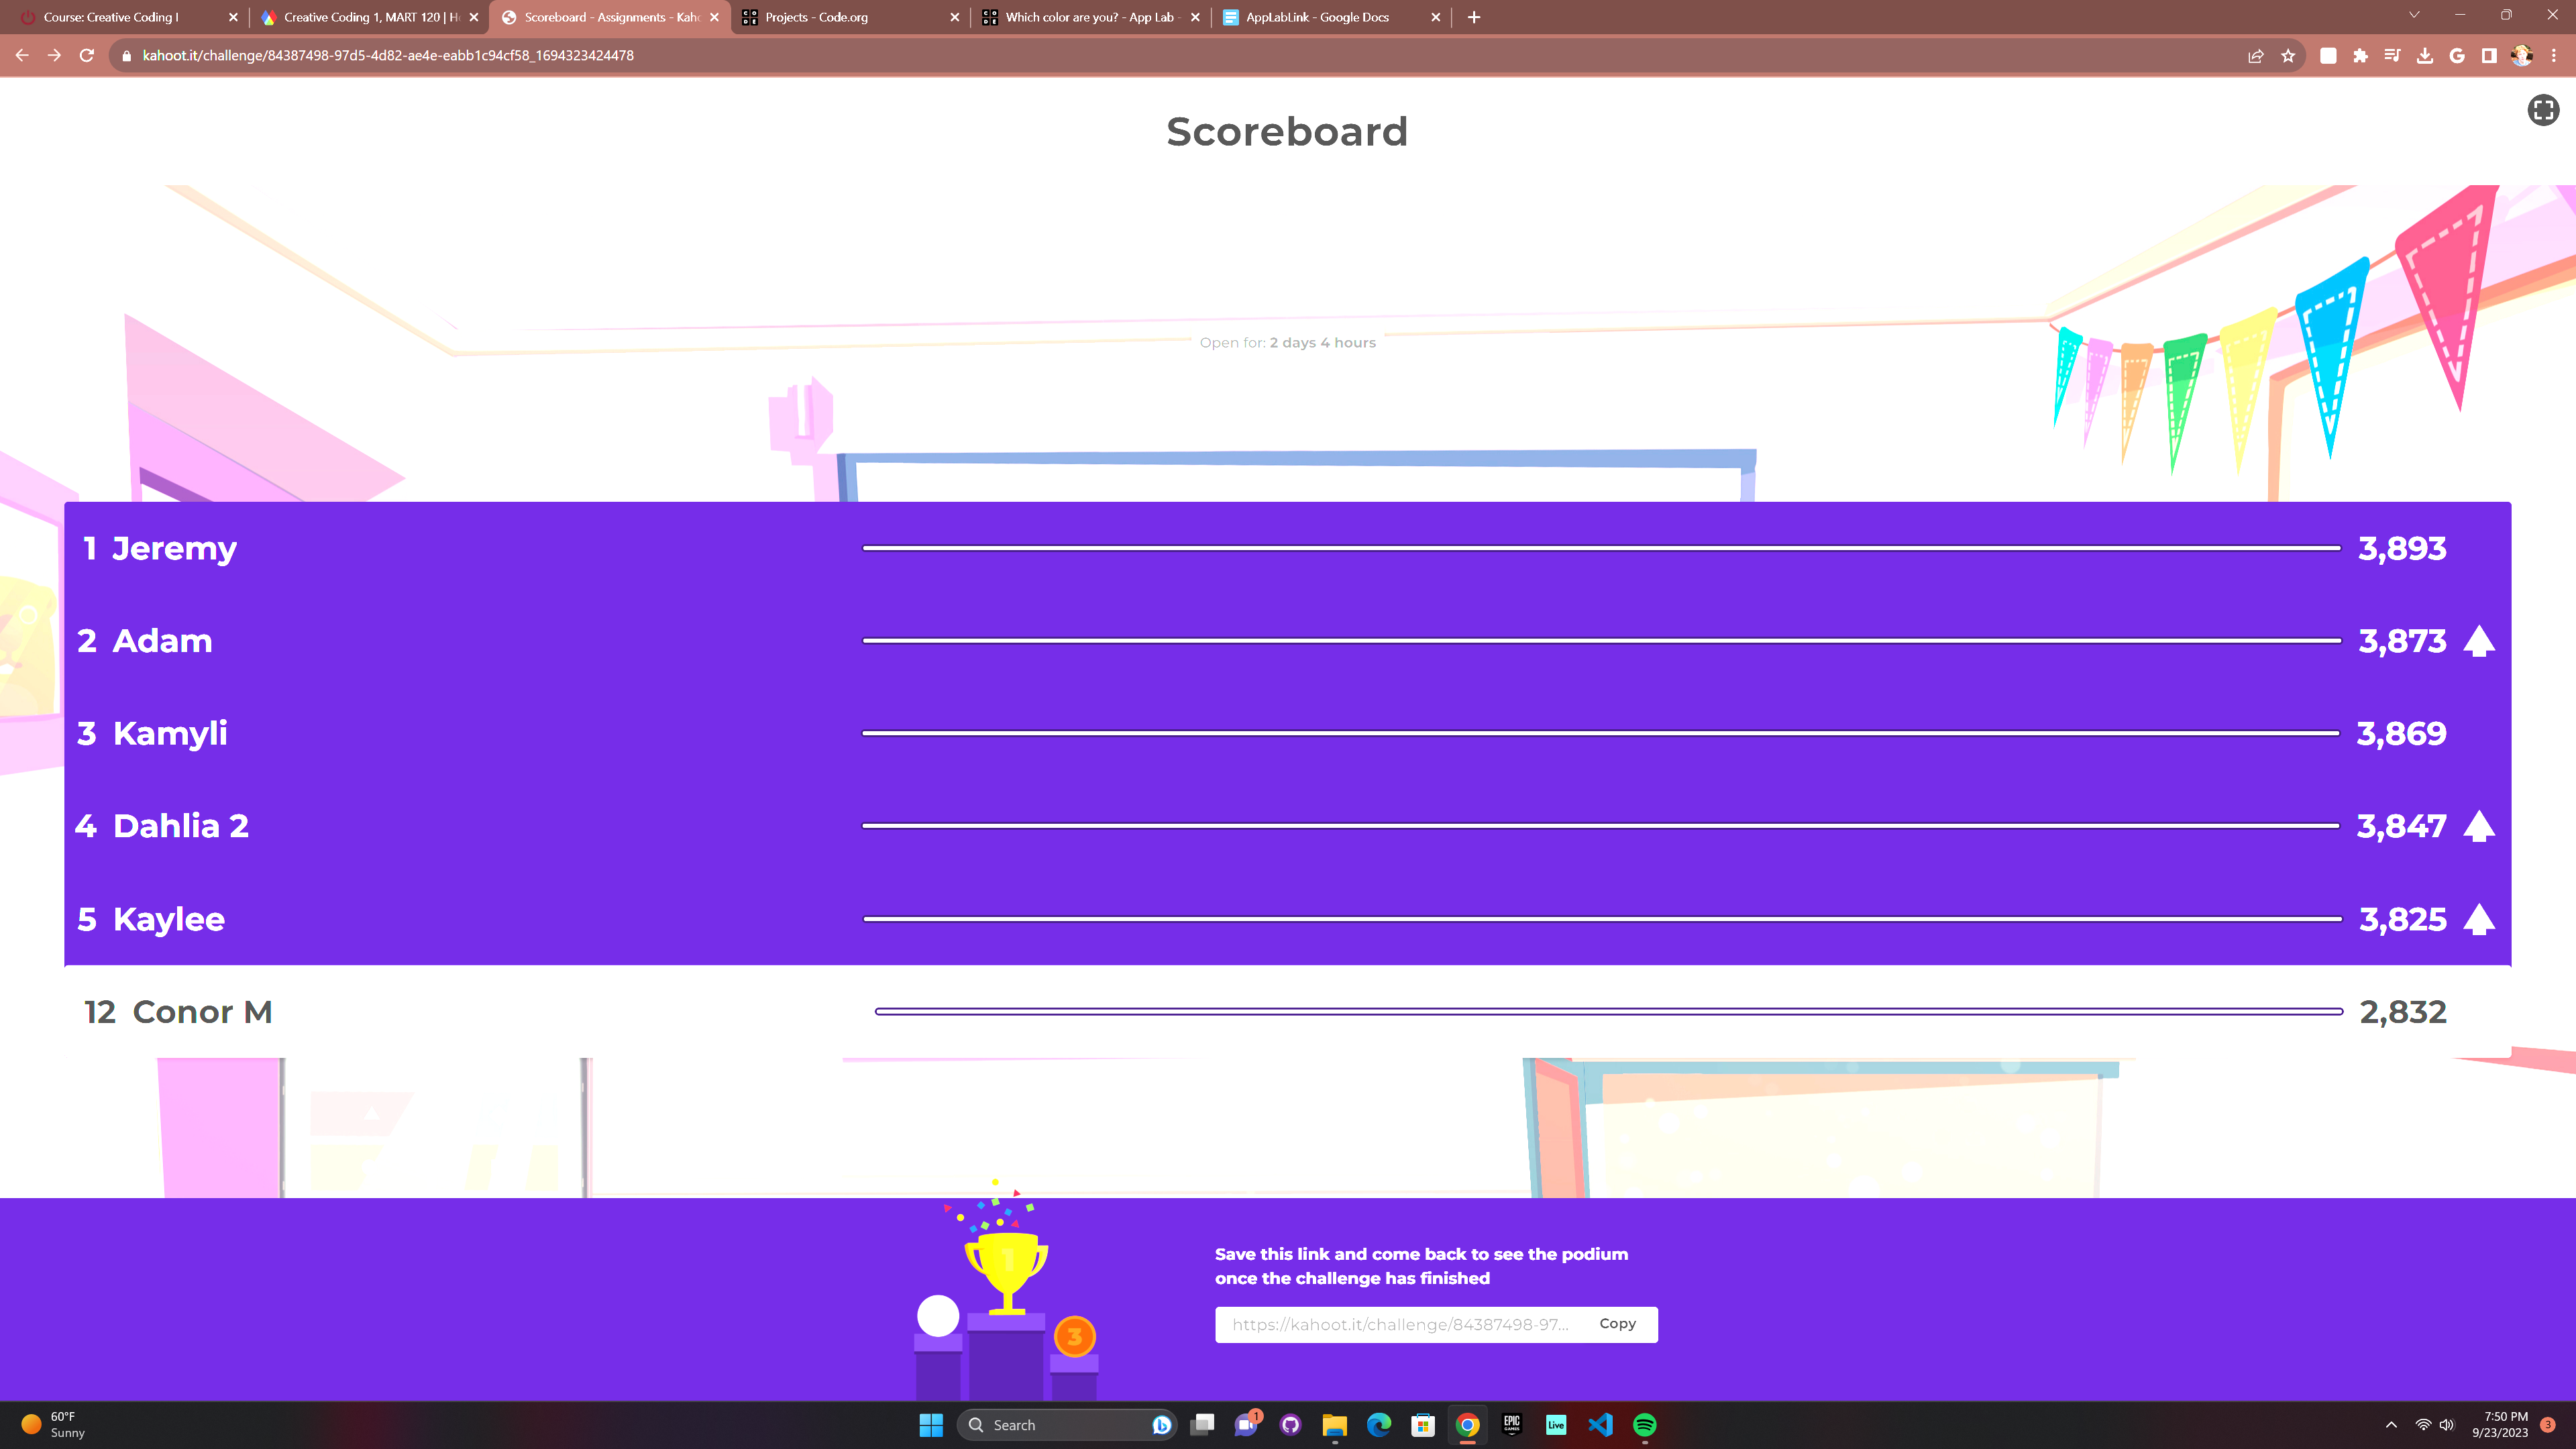 Course: Creative Coding I
Creative Coding 1, MART 120 | H
Scoreboard - Assignments - Kah
Projects - Code.org
Which color are you? - App Lab -
AppLabLink - Google Docs
kahoot.it/challenge/84387498-97d5-4d82-ae4e-eabb1c94cf58_1694323424478
Scoreboard
Open for: 2 days 4 hours
1 Jeremy 3,893
2 Adam 3,873
3 Kamyli 3,869
4 Dahlia 2 3,847
5 Kaylee 3,825
12 Conor M 2,832
1
3
Save this link and come back to see the podium
once the challenge has finished
https://kahoot.it/challenge/84387498-97... Copy
60°F
Sunny
Search
1
EPIC
GAMES
Live
7:50 PM
9/23/2023
3